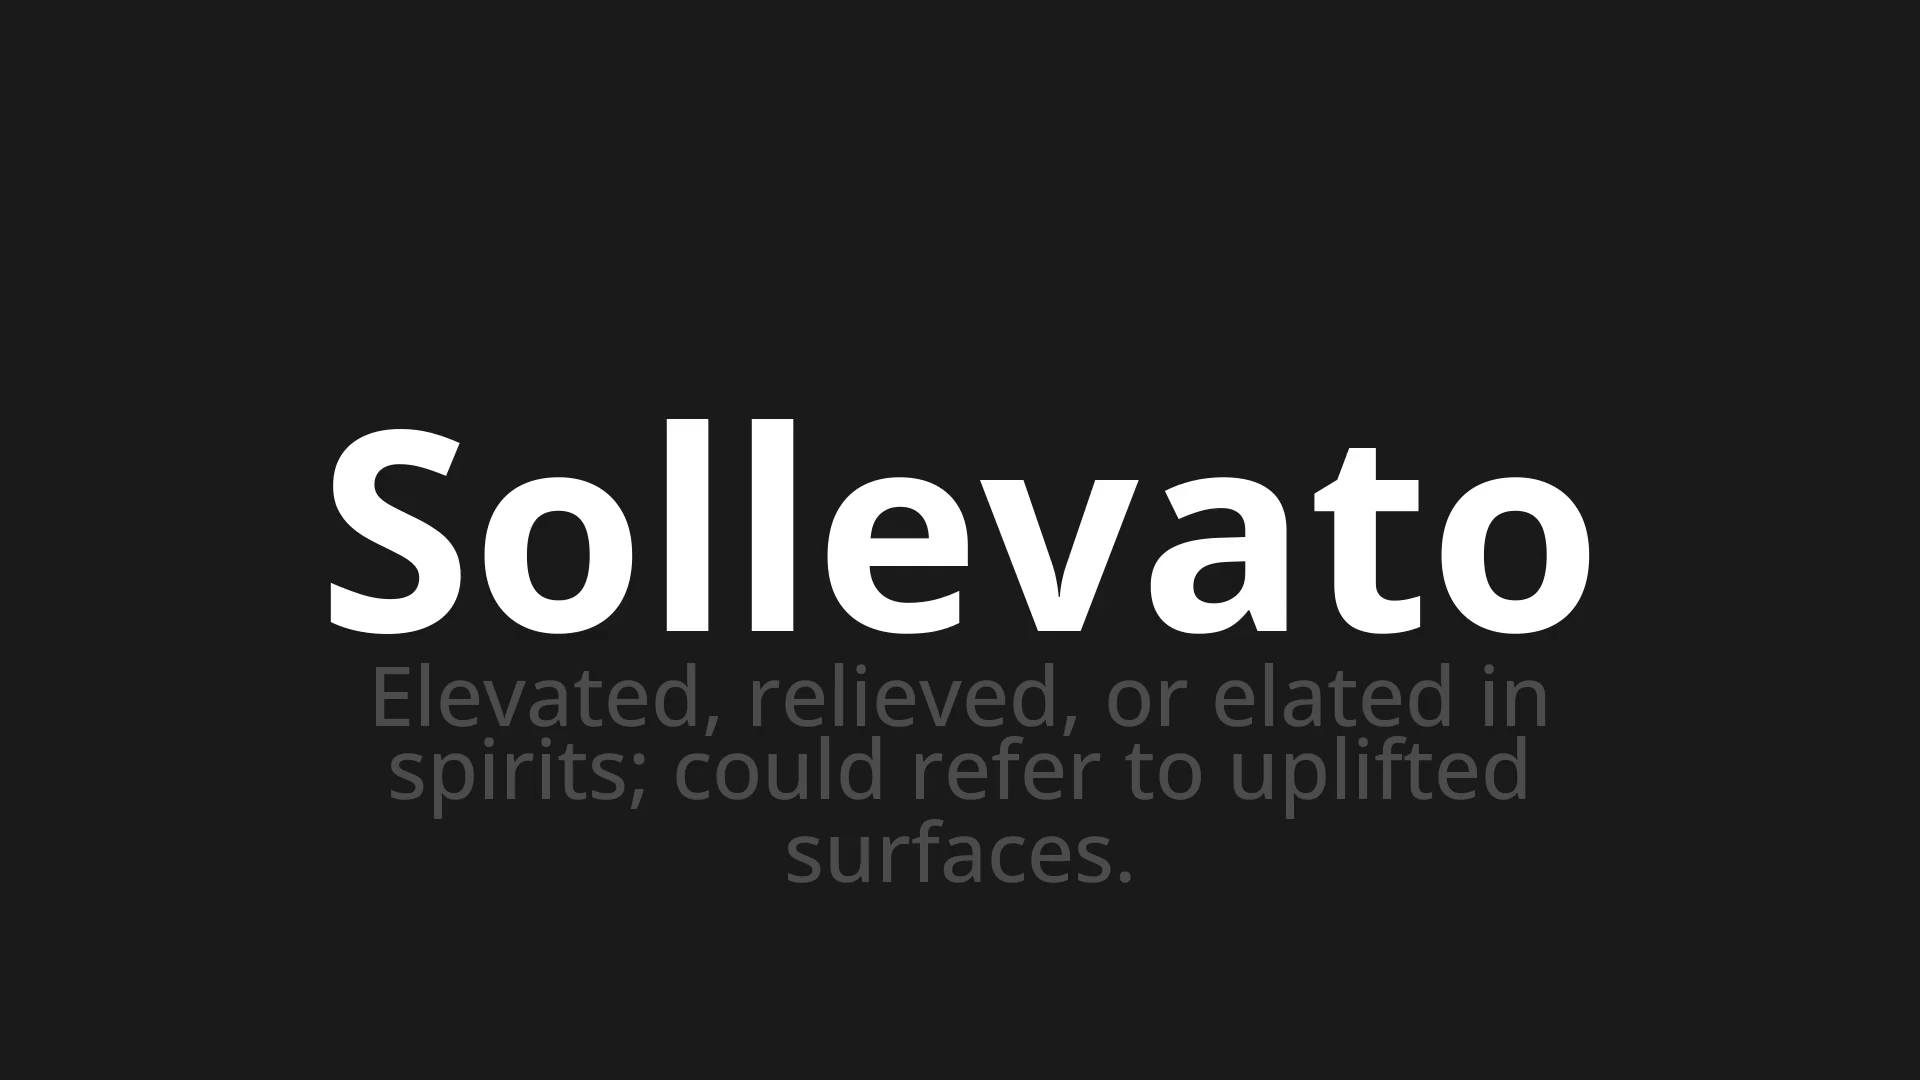 Sollevato
Elevated, relieved, or elated in
spirits; could refer to uplifted
surfaces.